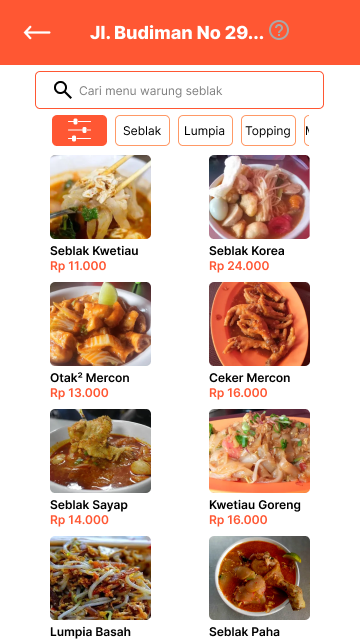 Jl. Budiman No 29...
Cari menu warung seblak
Seblak
Lumpia
Topping
Seblak Kwetiau
Rp 11.000
Seblak Korea
Rp 24.000
Otak² Mercon
Rp 13.000
Ceker Mercon
Rp 16.000
Seblak Sayap
Rp 14.000
Kwetiau Goreng
Rp 16.000
Lumpia Basah
Seblak Paha